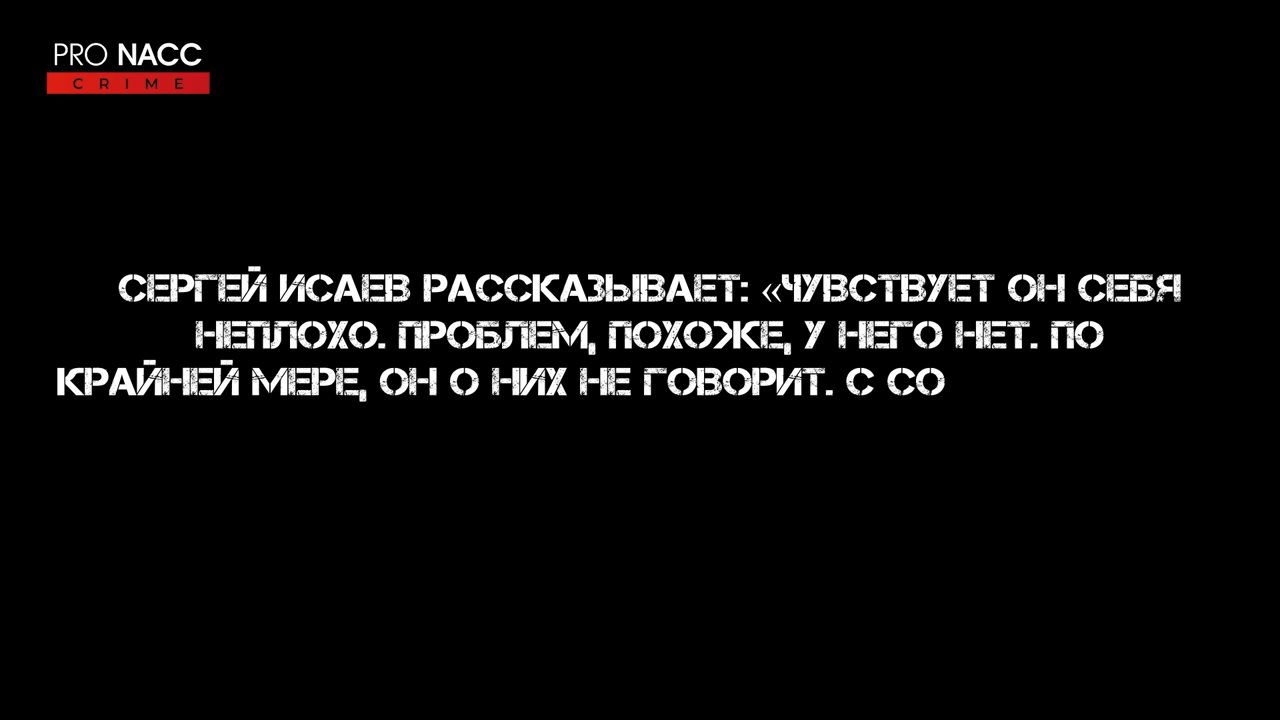 PRO NACC
CRIME
СЕРГЕЙ ИСАЕВ РАССКАЗЫВАЕТ: «ЧУВСТВУЕТ ОН СЕБЯ
НЕПЛОХО. ПРОБЛЕМ, ПОХОЖЕ, У НЕГО НЕТ. ПО
КРАЙНЕЙ МЕРЕ, ОН О НИХ НЕ ГОВОРИТ. С СО